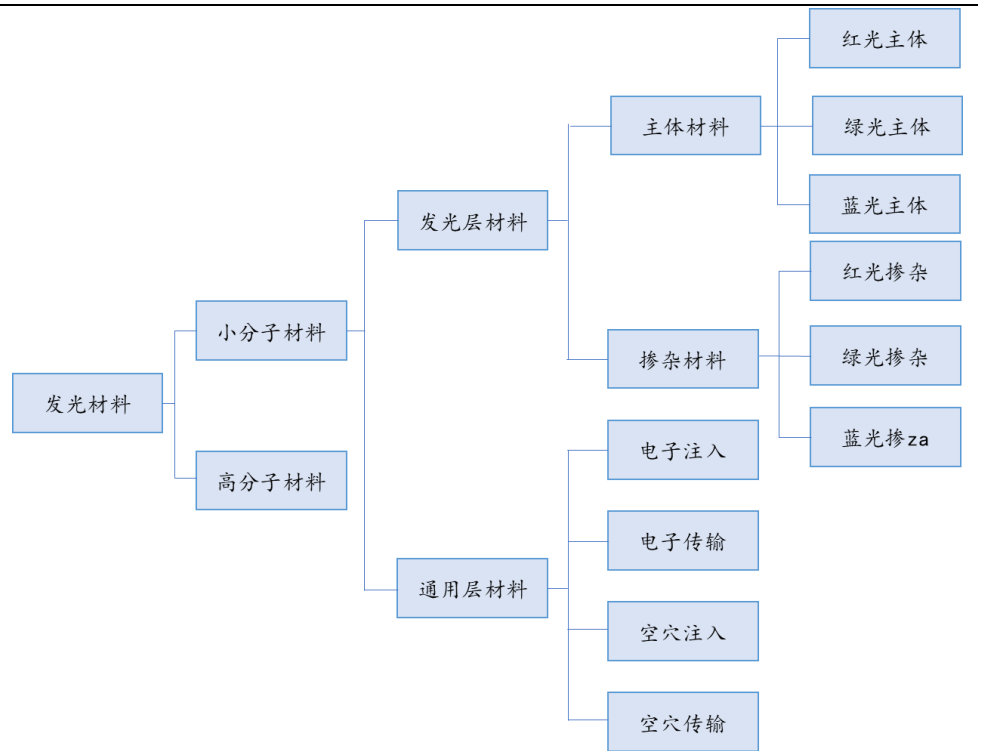 红光主体
主体材料
绿光主体
蓝光主体
发光层材料
红光掺杂
小分子材料
掺杂材料
绿光掺杂
发光材料
蓝光掺za
电子注入
高分子材料
电子传输
通用层材料
空穴注入
空穴传输